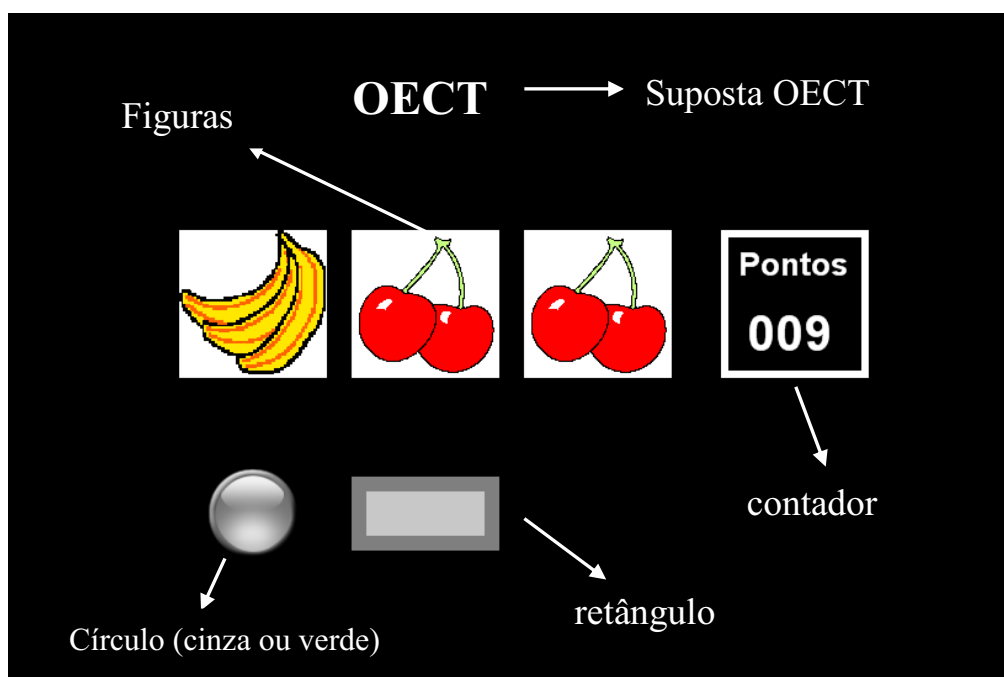 OECT
Suposta OECT
Figuras
Pontos
009
contador
retângulo
Círculo (cinza ou verde)